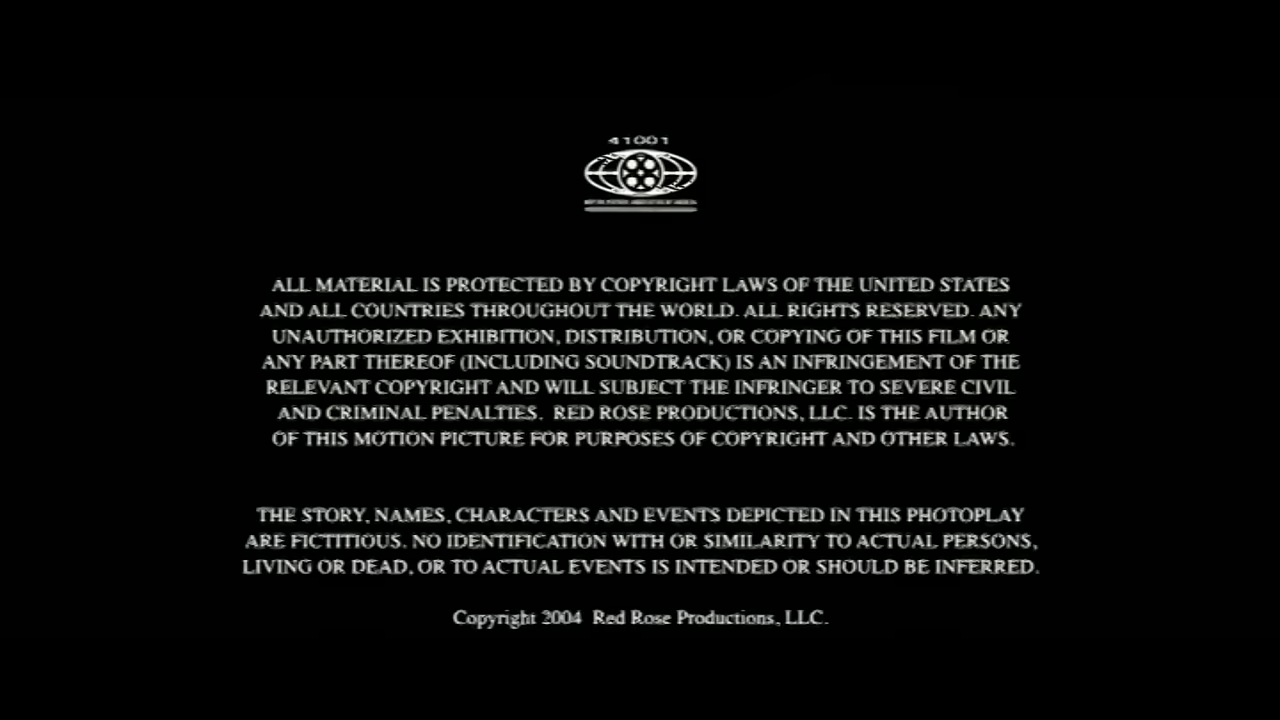 41001
ALL MATERIAL IS PROTECTED BY COPYRIGHT LAWS OF THE UNITED STATES
AND ALL COUNTRIES THROUGHOUT THE WORLD. ALL RIGHTS RESERVED. ANY
UNAUTHORIZED EXHIBITION, DISTRIBUTION, OR COPYING OF THIS FILM OR
ANY PART THEREOF (INCLUDING SOUNDTRACK) IS AN INFRINGEMENT OF THE
RELEVANT COPYRIGHT AND WILL SUBJECT THE INFRINGER TO SEVERE CIVIL
AND CRIMINAL PENALTIES. RED ROSE PRODUCTIONS, LLC. IS THE AUTHOR
OF THIS MOTION PICTURE FOR PURPOSES OF COPYRIGHT AND OTHER LAWS.
THE STORY, NAMES, CHARACTERS AND EVENTS DEPICTED IN THIS PHOTOPLAY
ARE FICTITIOUS. NO IDENTIFICATION WITH OR SIMILARITY TO ACTUAL PERSONS,
LIVING OR DEAD, OR TO ACTUAL EVENTS IS INTENDED OR SHOULD BE INFERRED.
Copyright 2004 Red Rose Productions, LLC.